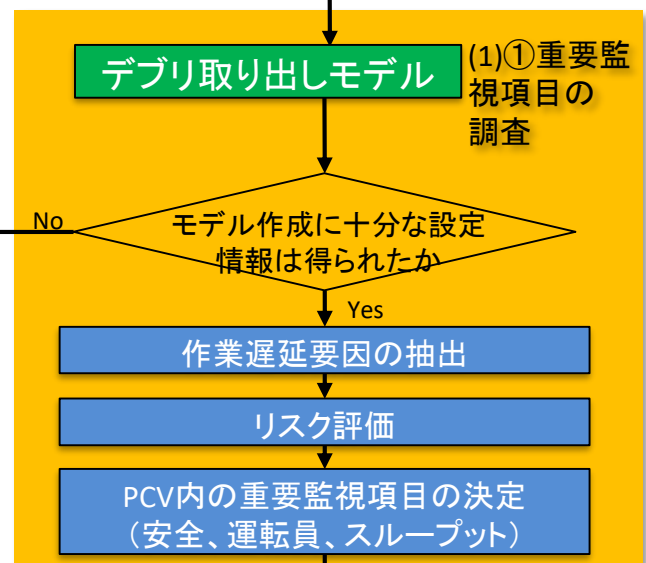 デブリ取り出しモデル
(1)①重要監
視項目の
調査
No
モデル作成に十分な設定
情報は得られたか
Yes
作業遅延要因の抽出
リスク評価
PCV内の重要監視項目の決定
（安全、運転員、スループット）